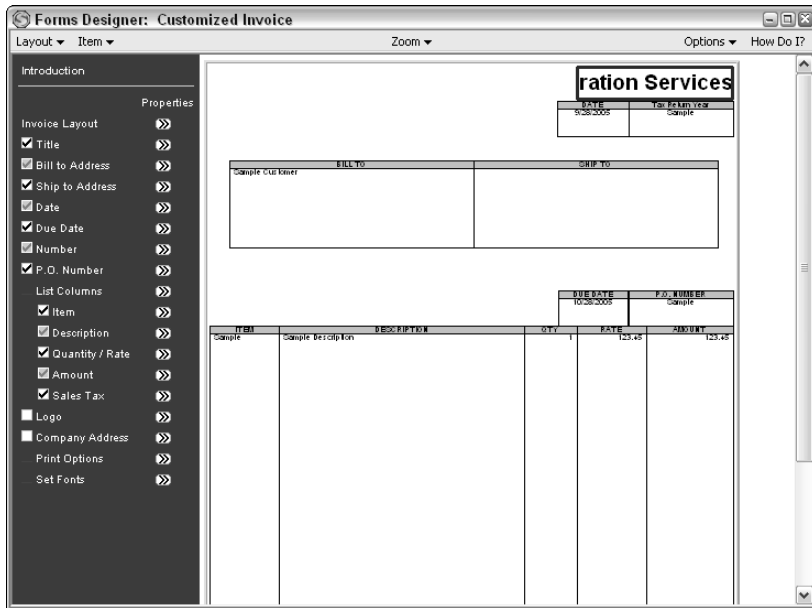 Forms Designer: Customized Invoice
Layout Item Zoom Options How Do I?
Introduction
Properties
Invoice Layout
Title
Bill to Address
Ship to Address
Date
Due Date
Number
P.O. Number
List Columns
Item
Description
Quantity / Rate
Amount
Sales Tax
Logo
Company Address
Print Options
Set Fonts
ration Services
DATE Tax Return Year
9/28/2005 Sample
BILL TO SHIP TO
Sample Customer
DUE DATE P.O. NUMBER
10/28/2005 Sample
ITEM DESCRIPTION QTY RATE AMOUNT
Sample Sample Description 1 123.45 123.45